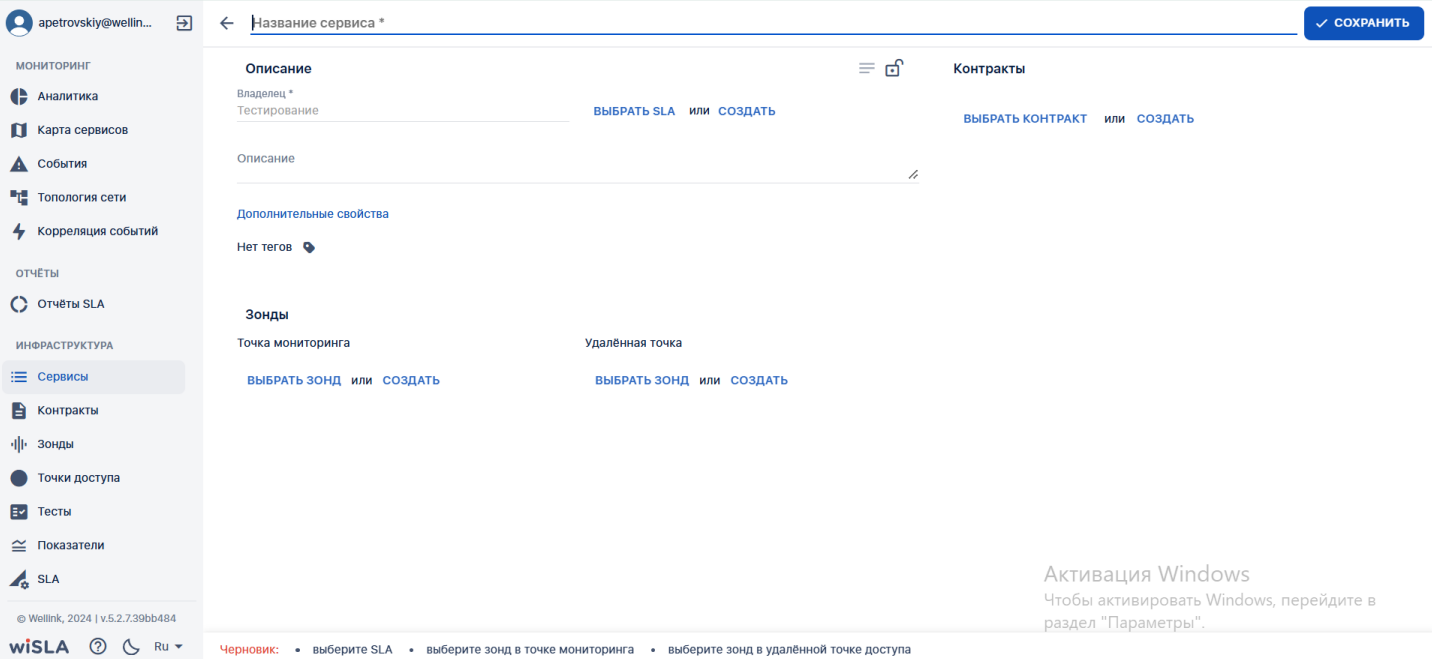 apetrovskiy@wellin...
МОНИТОРИНГ
Аналитика
Карта сервисов
События
Топология сети
Корреляция событий
ОТЧЁТЫ
Отчёты SLA
ИНФРАСТРУКТУРА
Сервисы
Контракты
Зонды
Точки доступа
Тесты
Показатели
SLA
© Wellink, 2024 | v.5.2.7.39bb484
wiSLA Ru
Название сервиса *
СОХРАНИТЬ
Описание
Владелец *
Тестирование
ВЫБРАТЬ SLA или СОЗДАТЬ
Описание
Дополнительные свойства
Нет тегов
Контракты
ВЫБРАТЬ КОНТРАКТ или СОЗДАТЬ
Зонды
Точка мониторинга
ВЫБРАТЬ ЗОНД или СОЗДАТЬ
Удалённая точка
ВЫБРАТЬ ЗОНД или СОЗДАТЬ
Активация Windows
Чтобы активировать Windows, перейдите в
раздел "Параметры".
Черновик: • выберите SLA • выберите зонд в точке мониторинга • выберите зонд в удалённой точке доступа